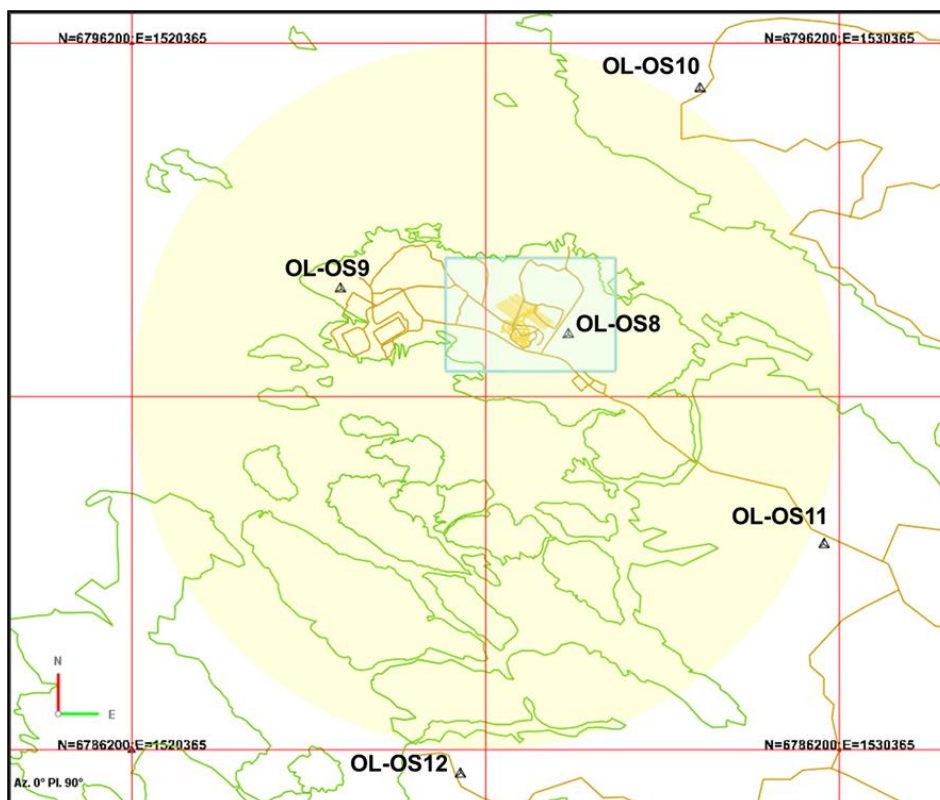 N=6796200;E=1520365
N=6796200;E=1530365
OL-OS10
OL-OS9
OL-OS8
OL-OS11
N
E
N=6786200;E=1520365
N=6786200;E=1530365
OL-OS12
Az. 0° Pl. 90°